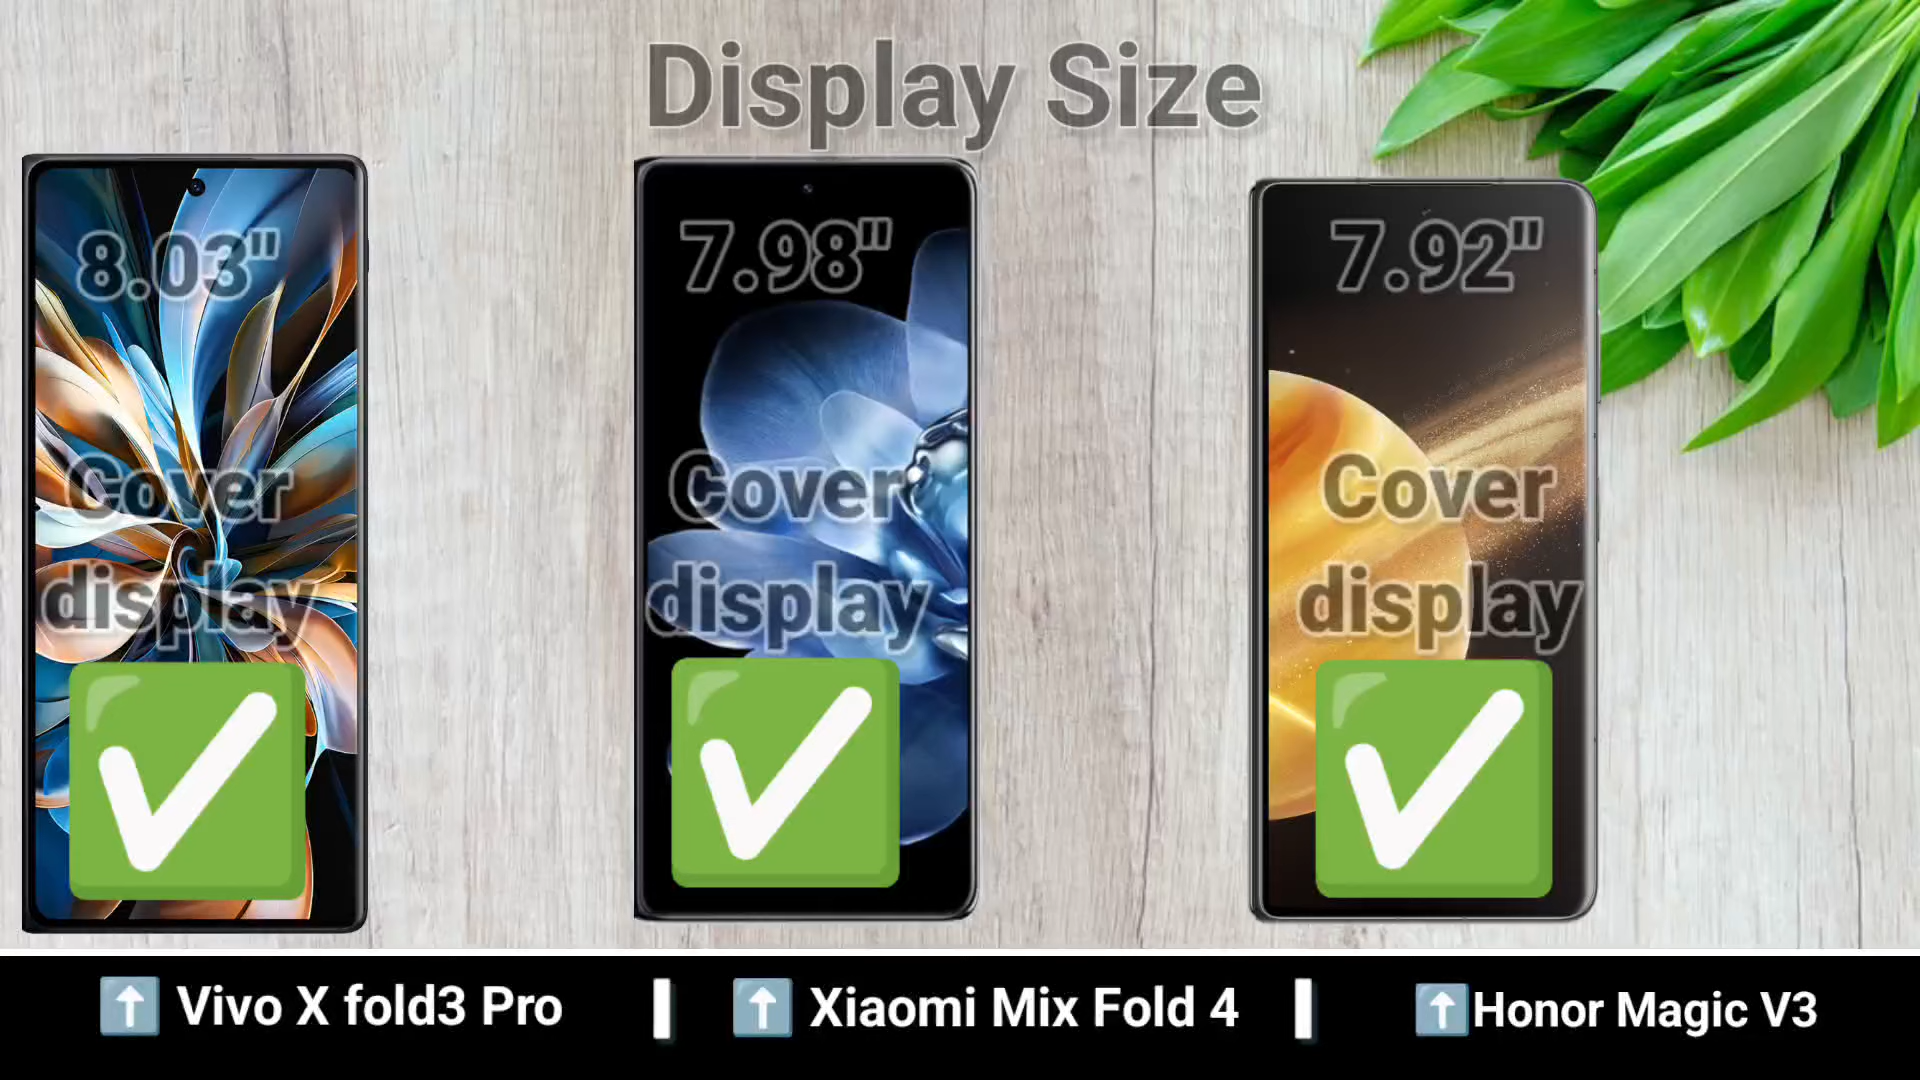 Display Size
8.03"
Cover
display
7.98"
Cover
display
7.92"
Cover
display
Vivo X fold3 Pro
Xiaomi Mix Fold 4
Honor Magic V3